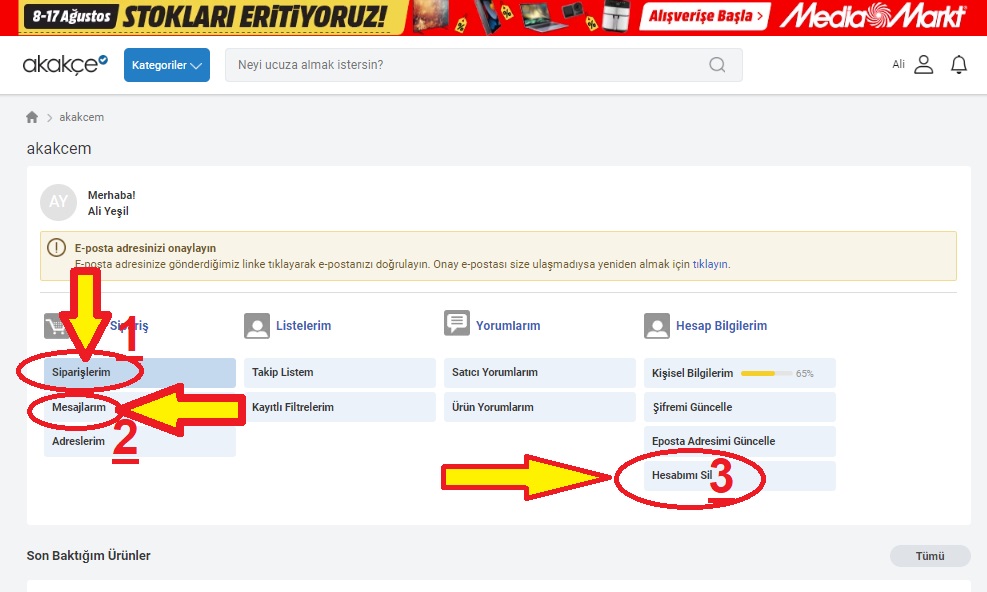 8-17 Ağustos STOKLARI ERİTİYORUZ! Alışverişe Başla > MediaMarkt
akakçe Kategoriler Neyi ucuza almak istersin? Ali
akakcem
akakcem
AY
Merhaba!
Ali Yeşil
E-posta adresinizi onaylayın
E-posta adresinize gönderdiğimiz linke tıklayarak e-postanızı doğrulayın. Onay e-postası size ulaşmadıysa yeniden almak için tıklayın.
Sipariş Listelerim Yorumlarım Hesap Bilgilerim
1
Siparişlerim Takip Listem Satıcı Yorumlarım Kişisel Bilgilerim 65%
Mesajlarım Kayıtlı Filtrelerim Ürün Yorumlarım Şifremi Güncelle
2
Adreslerim Eposta Adresimi Güncelle
Hesabımı Sil 3
Son Baktığım Ürünler Tümü